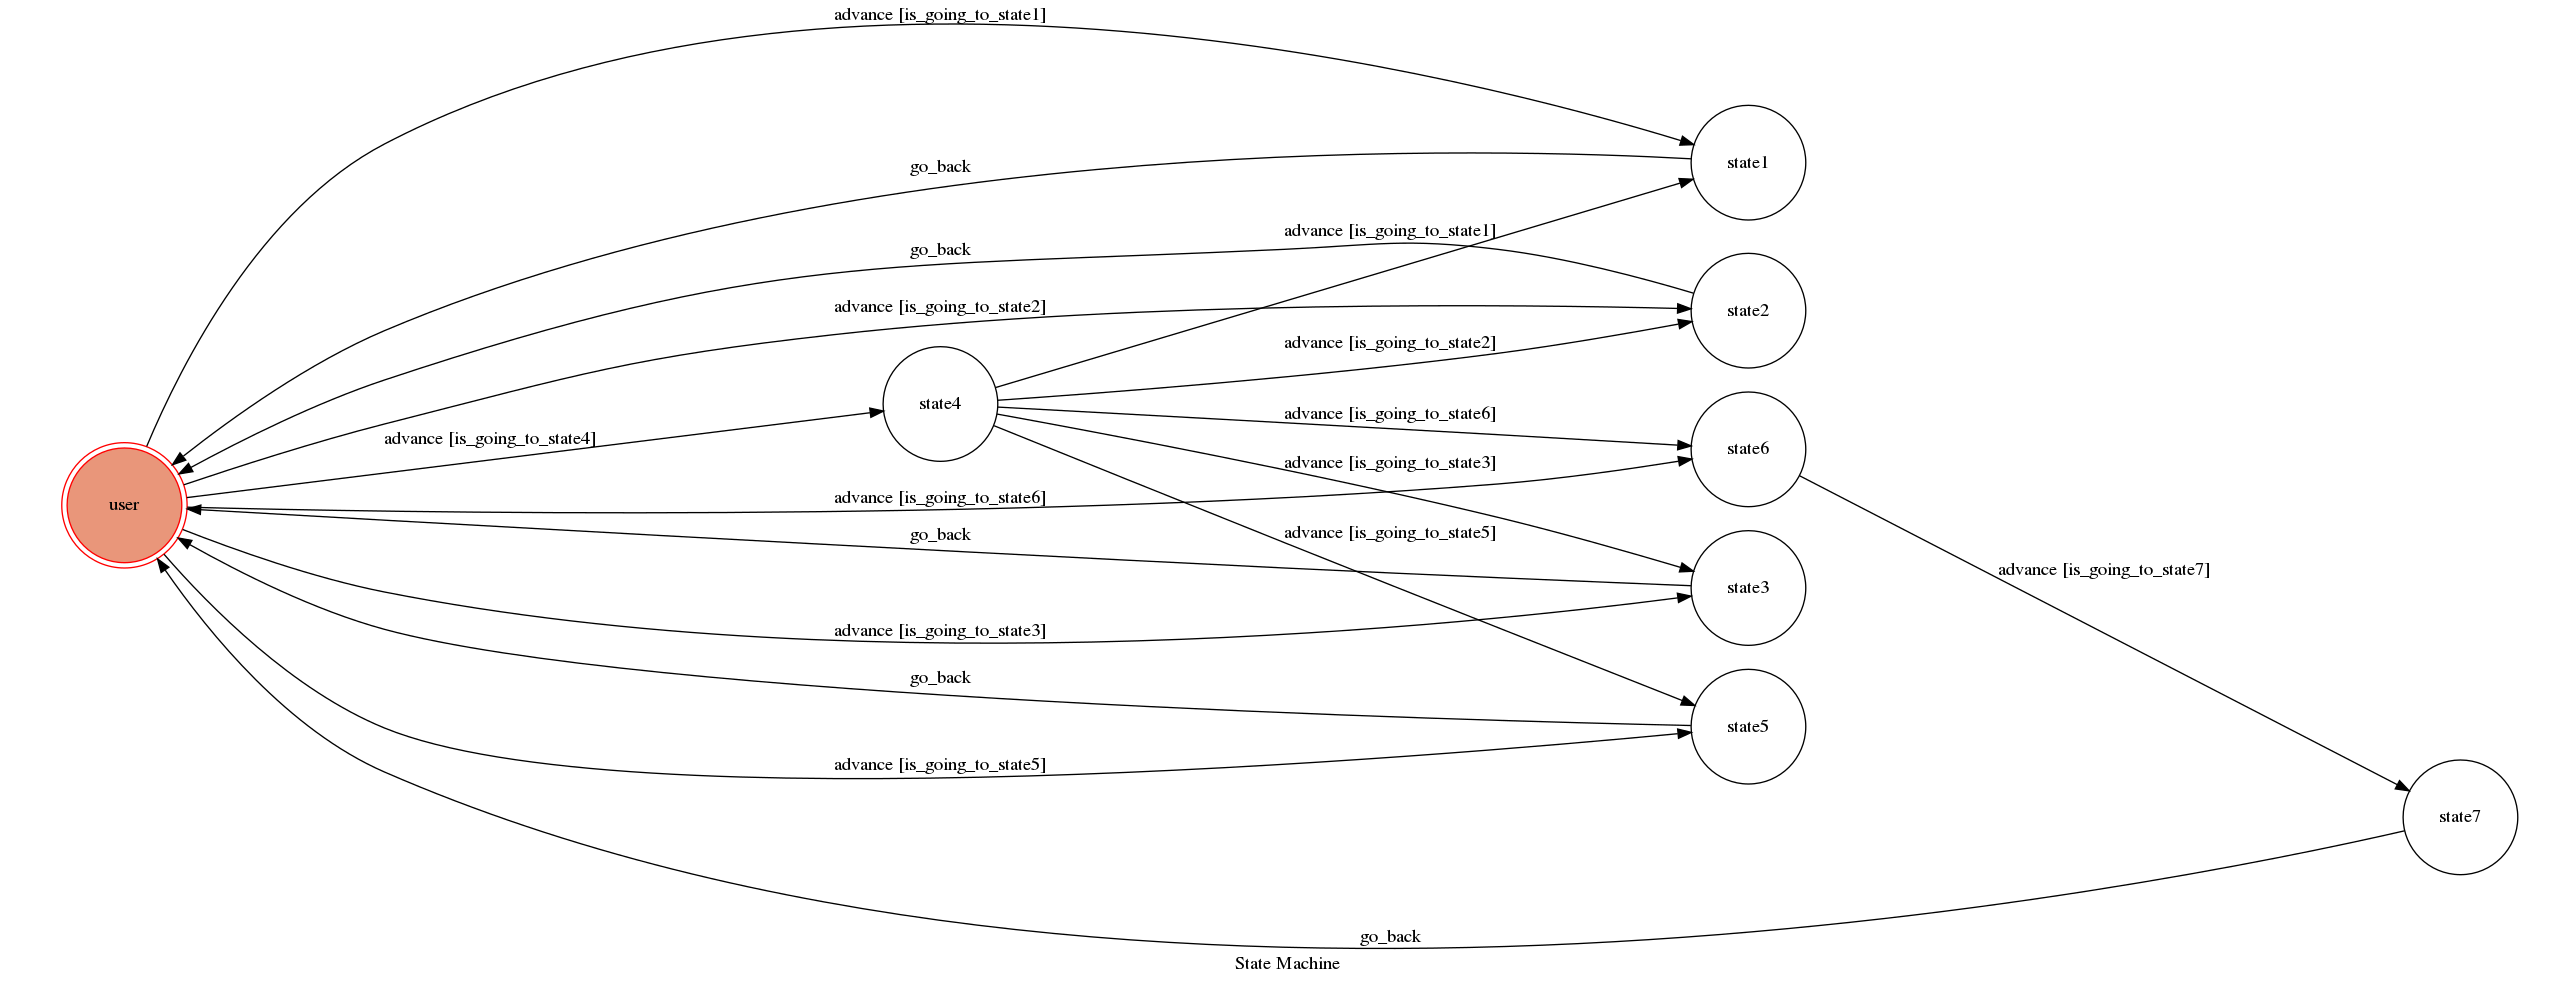 advance [is_going_to_state1]
go_back
state1
advance [is_going_to_state1]
go_back
advance [is_going_to_state2]
state2
advance [is_going_to_state2]
state4
advance [is_going_to_state6]
advance [is_going_to_state4]
state6
advance [is_going_to_state3]
advance [is_going_to_state6]
user
go_back
advance [is_going_to_state5]
advance [is_going_to_state7]
state3
advance [is_going_to_state3]
go_back
state5
advance [is_going_to_state5]
state7
go_back
State Machine